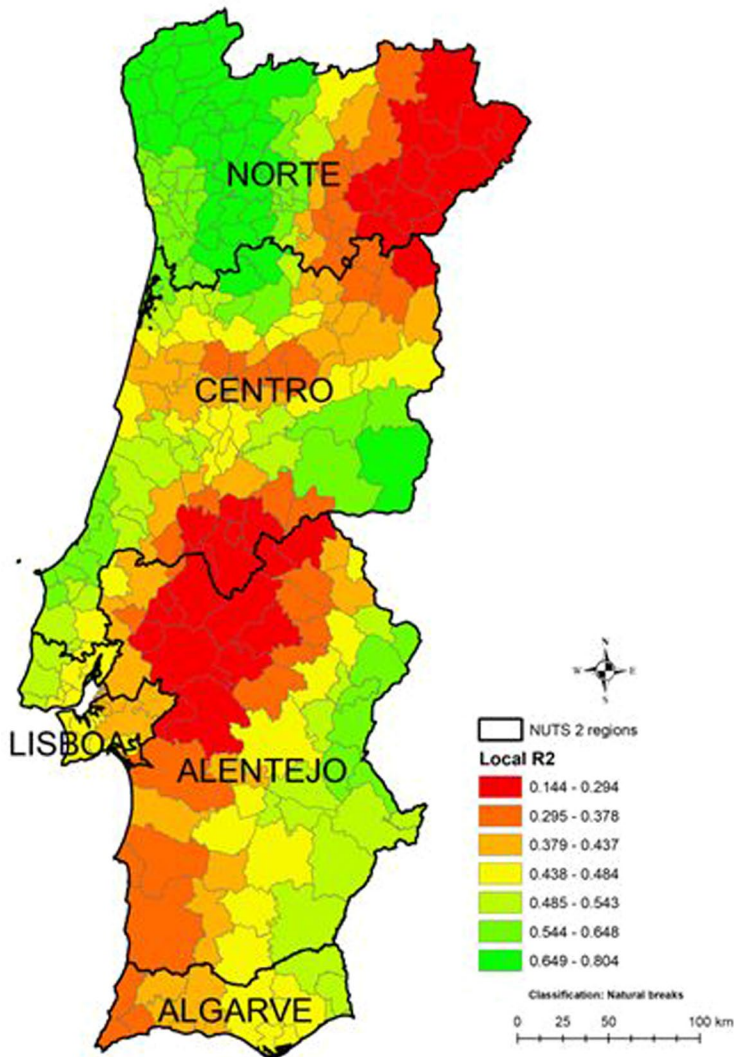 NORTE
CENTRO
LISBOA
ALENTEJO
ALGARVE
N
W E
S
NUTS 2 regions
Local R2
0.144 - 0.294
0.295 - 0.378
0.379 - 0.437
0.438 - 0.484
0.485 - 0.543
0.544 - 0.648
0.649 - 0.804
Classification: Natural breaks
0 25 50 100 km